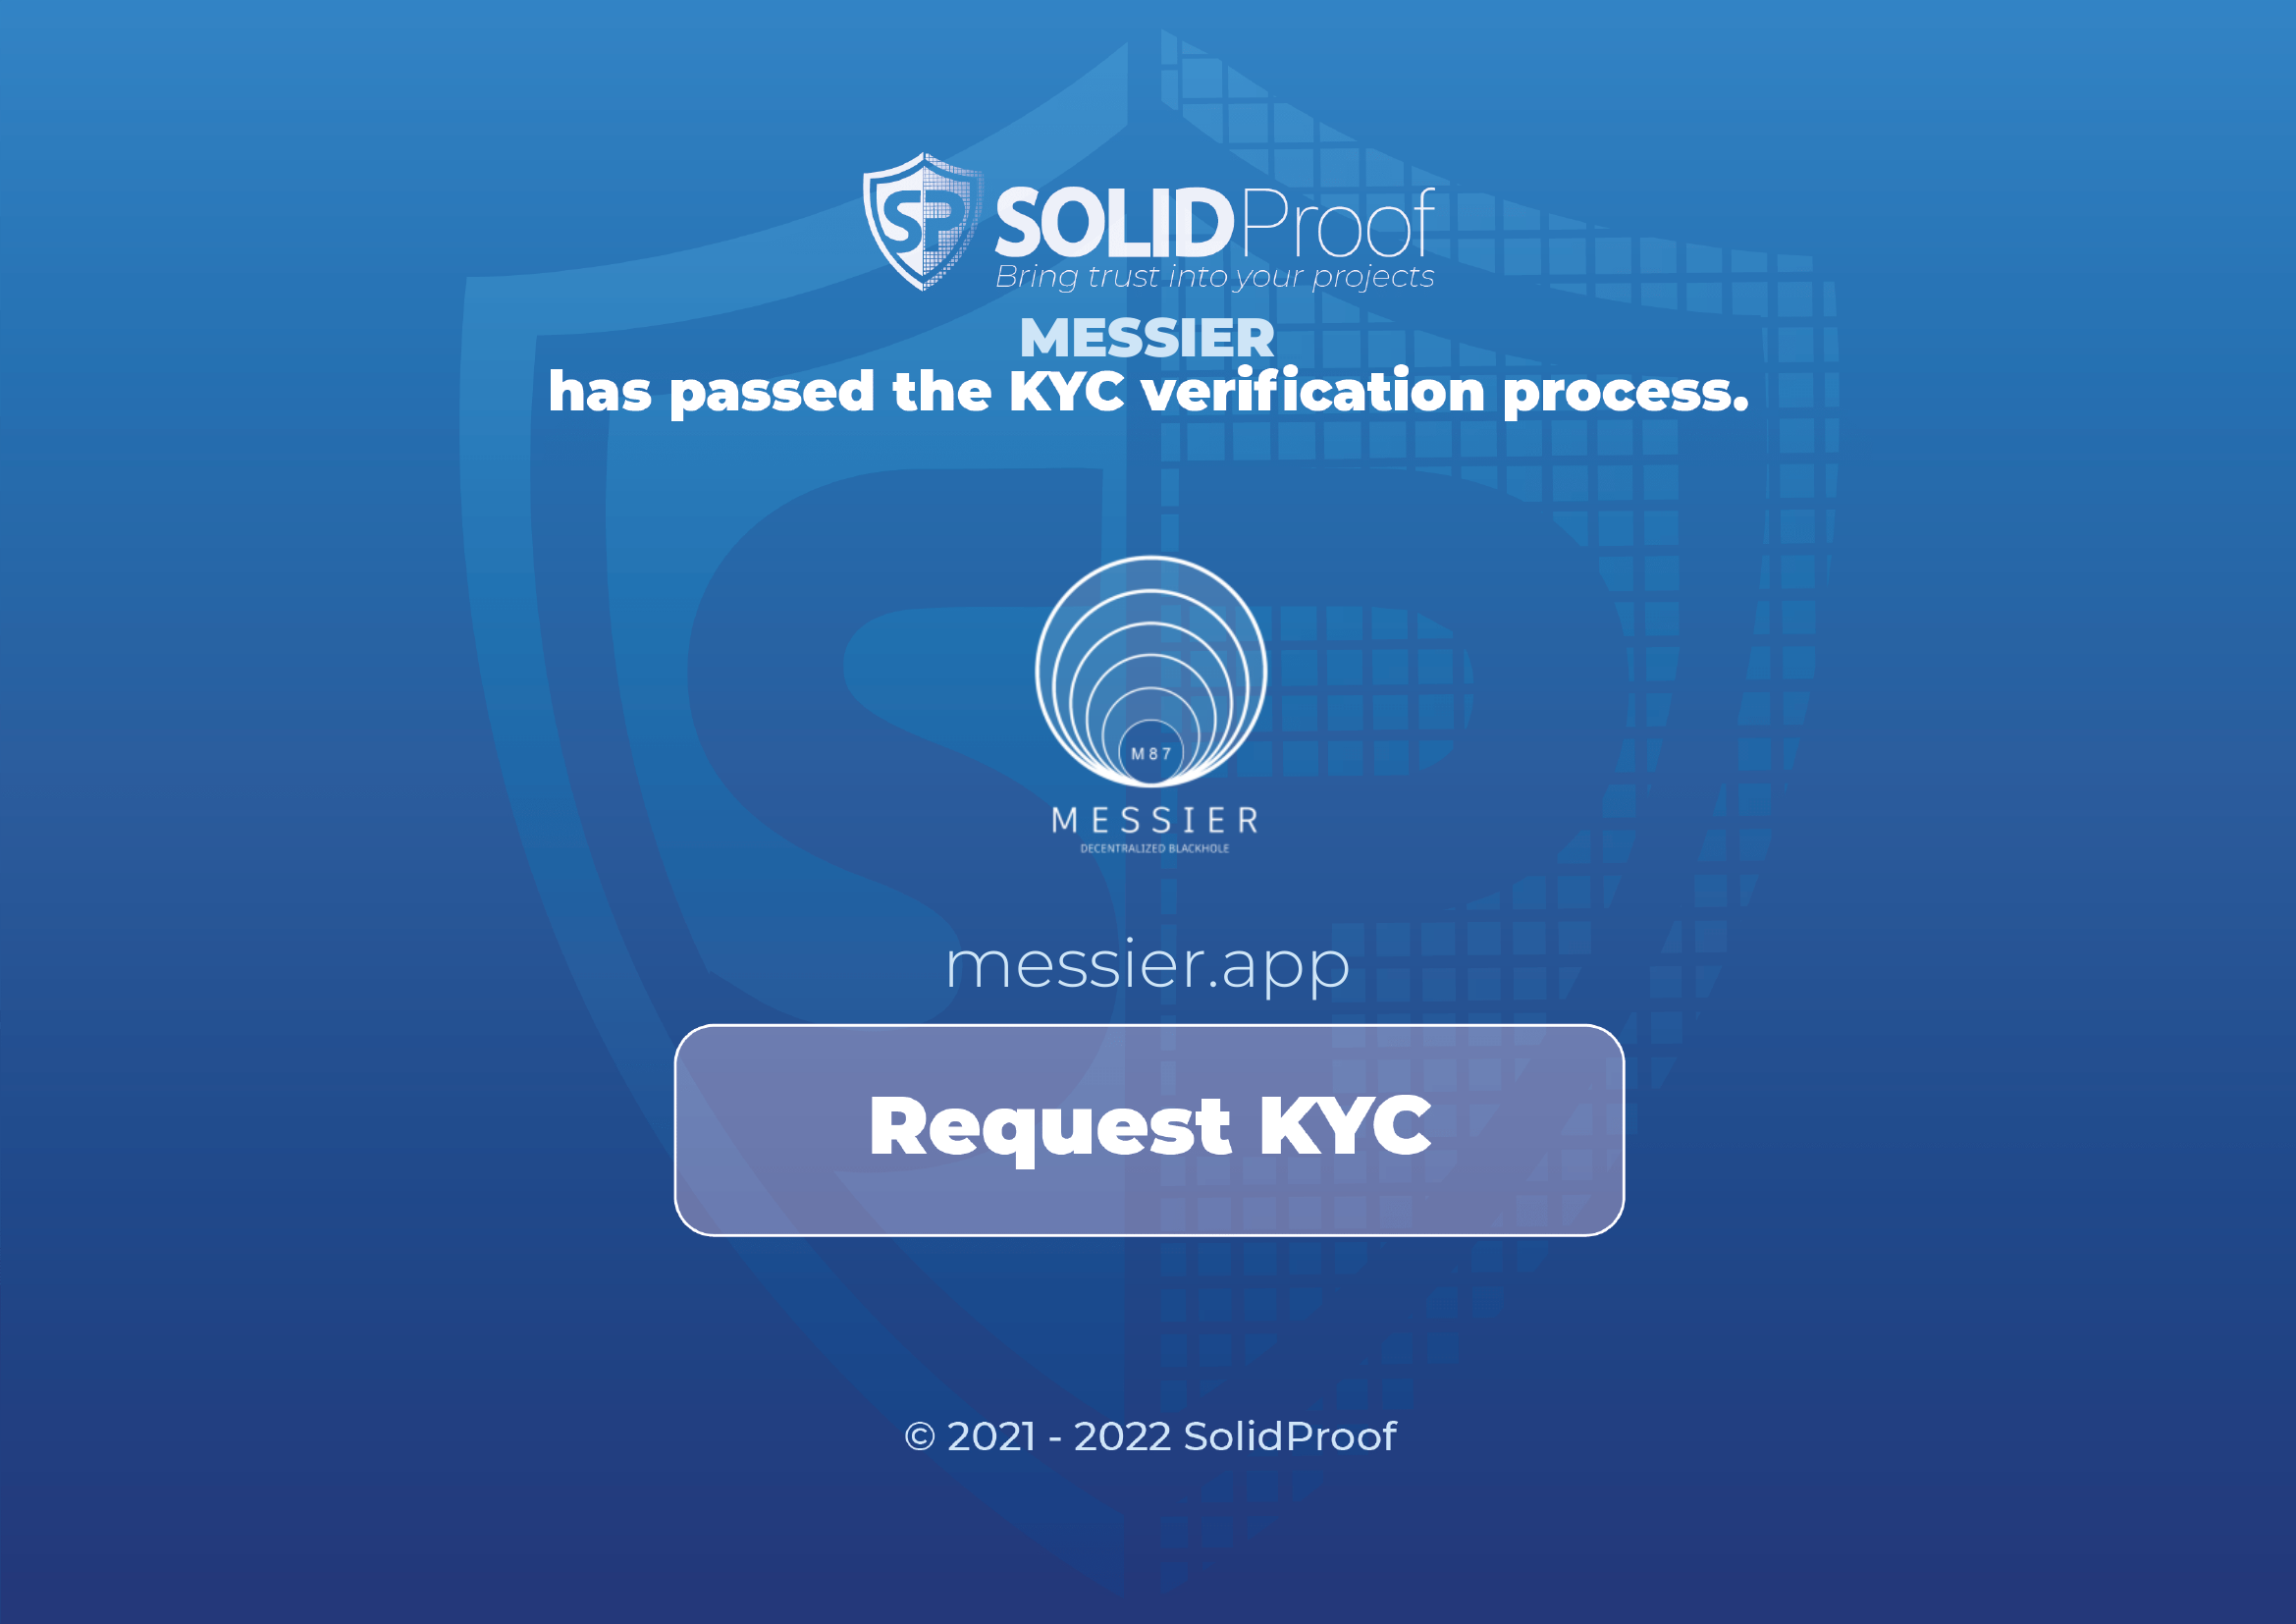 SP SOLIDProof
Bring trust into your projects
MESSIER
has passed the KYC verification process.
M87
MESSIER
DECENTRALIZED BLACKHOLE
messier.app
Request KYC
© 2021 - 2022 SolidProof